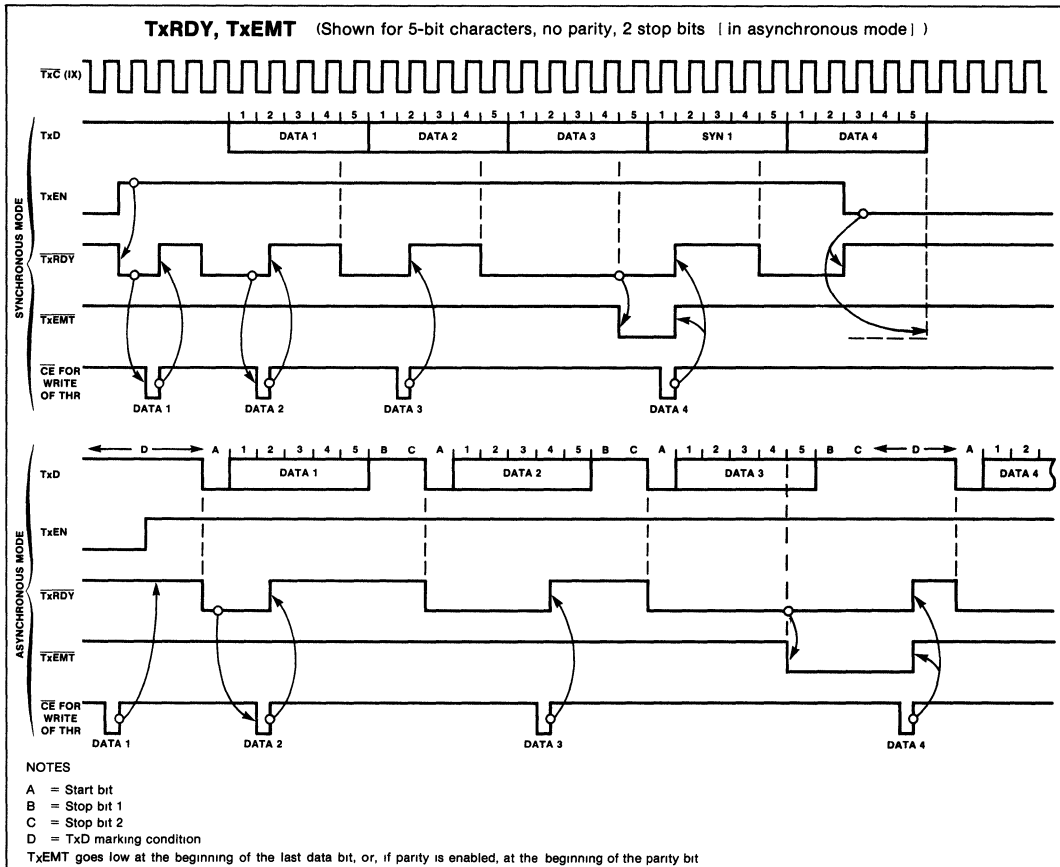 TxRDY, TxEMT (Shown for 5-bit characters, no parity, 2 stop bits [in asynchronous mode])
TxC (IX)
SYNCHRONOUS MODE
1 2 3 4 5 1 2 3 4 5 1 2 3 4 5 1 2 3 4 5 1 2 3 4 5
TxD DATA 1 DATA 2 DATA 3 SYN 1 DATA 4
TxEN
TxRDY
TxEMT
CE FOR
WRITE
OF THR
DATA 1 DATA 2 DATA 3 DATA 4
ASYNCHRONOUS MODE
D A 1 2 3 4 5 B C A 1 2 3 4 5 B C A 1 2 3 4 5 B C D A 1 2
TxD DATA 1 DATA 2 DATA 3 DATA 4
TxEN
TxRDY
TxEMT
CE FOR
WRITE
OF THR
DATA 1 DATA 2 DATA 3 DATA 4
NOTES
A = Start bit
B = Stop bit 1
C = Stop bit 2
D = TxD marking condition
TxEMT goes low at the beginning of the last data bit, or, if parity is enabled, at the beginning of the parity bit